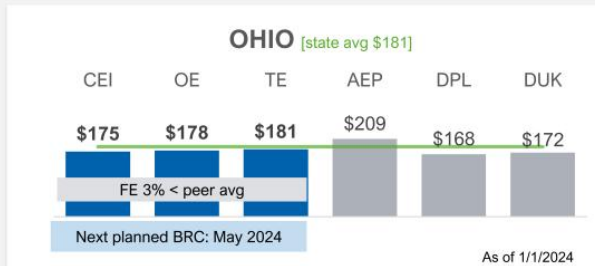 OHIO [state avg $181]
CEI OE TE AEP DPL DUK
$175 $178 $181 $209 $168 $172
FE 3% < peer avg
Next planned BRC: May 2024
As of 1/1/2024